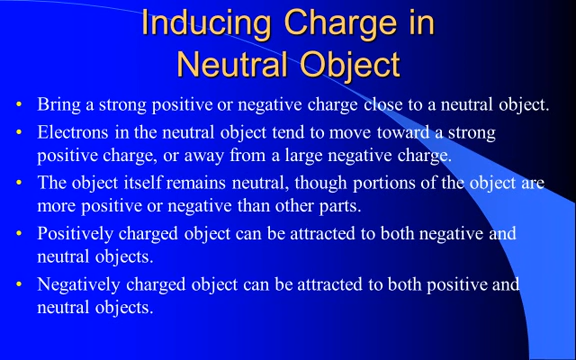 Inducing Charge in
Neutral Object
• Bring a strong positive or negative charge close to a neutral object.
• Electrons in the neutral object tend to move toward a strong
positive charge, or away from a large negative charge.
• The object itself remains neutral, though portions of the object are
more positive or negative than other parts.
• Positively charged object can be attracted to both negative and
neutral objects.
• Negatively charged object can be attracted to both positive and
neutral objects.